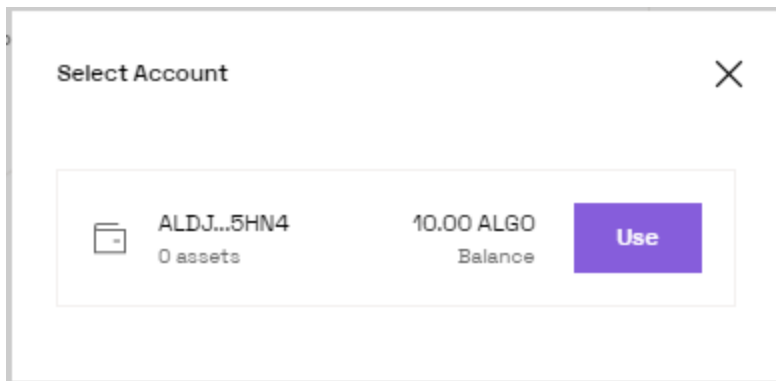 Select Account
ALDJ...5HN4
10.00 ALGO
0 assets
Balance
Use